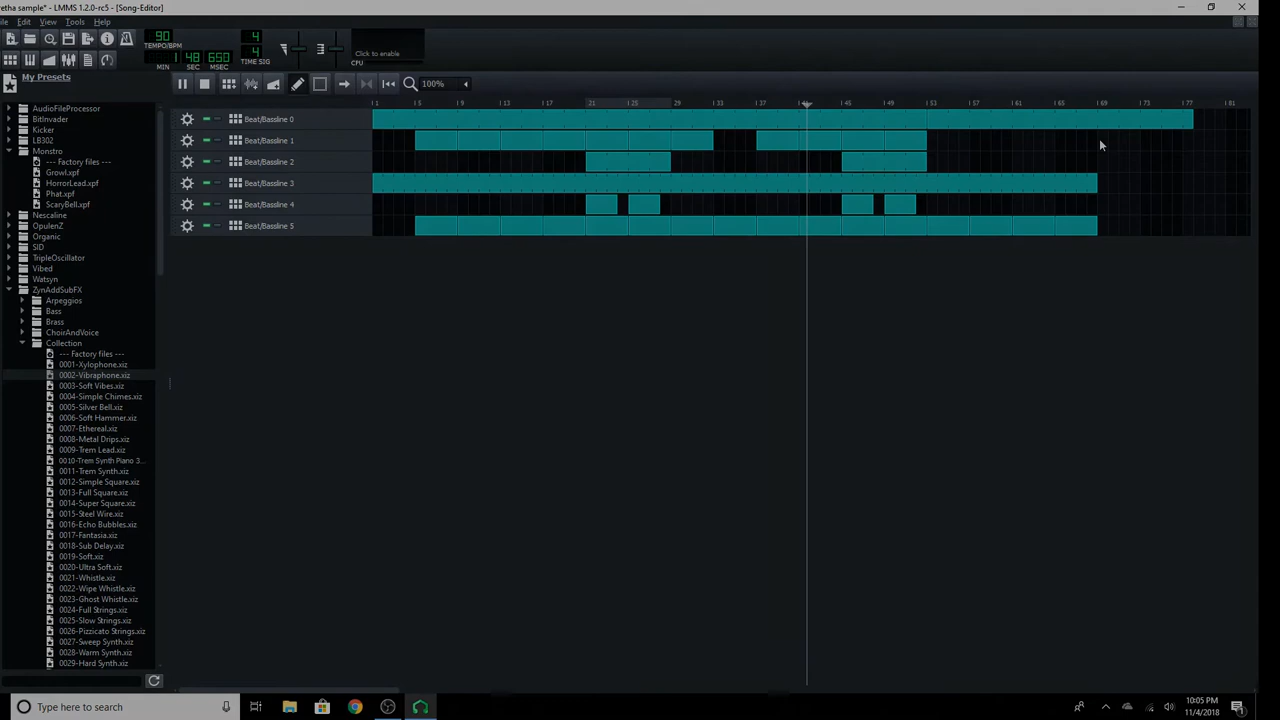 retha sample* - LMMS 1.2.0-rc5 - [Song-Editor]
ile Edit View Tools Help
90
TEMPO/BPM
1 48 650
MIN SEC MSEC
4
4
TIME SIG
Click to enable
CPU
My Presets
100%
1 5 9 13 17 21 25 29 33 37 45 49 53 57 61 65 69 73 77 81
AudioFileProcessor
BitInvader
Kicker
LB302
Monstro
--- Factory files ---
Growl.xpf
HorrorLead.xpf
Phat.xpf
ScaryBell.xpf
Nescaline
OpulenZ
Organic
SID
TripleOscillator
Vibed
Watsyn
ZynAddSubFX
Arpeggios
Bass
Brass
ChoirAndVoice
Collection
--- Factory files ---
0001-Xylophone.xiz
0002-Vibraphone.xiz
0003-Soft Vibes.xiz
0004-Simple Chimes.xiz
0005-Silver Bell.xiz
0006-Soft Hammer.xiz
0007-Ethereal.xiz
0008-Metal Drips.xiz
0009-Trem Lead.xiz
0010-Trem Synth Piano 3...
0011-Trem Synth.xiz
0012-Simple Square.xiz
0013-Full Square.xiz
0014-Super Square.xiz
0015-Steel Wire.xiz
0016-Echo Bubbles.xiz
0017-Fantasia.xiz
0018-Sub Delay.xiz
0019-Soft.xiz
0020-Ultra Soft.xiz
0021-Whistle.xiz
0022-Wipe Whistle.xiz
0023-Ghost Whistle.xiz
0024-Full Strings.xiz
0025-Slow Strings.xiz
0026-Pizzicato Strings.xiz
0027-Sweep Synth.xiz
0028-Warm Synth.xiz
0029-Hard Synth.xiz
Beat/Bassline 0
Beat/Bassline 1
Beat/Bassline 2
Beat/Bassline 3
Beat/Bassline 4
Beat/Bassline 5
Type here to search
10:05 PM
11/4/2018